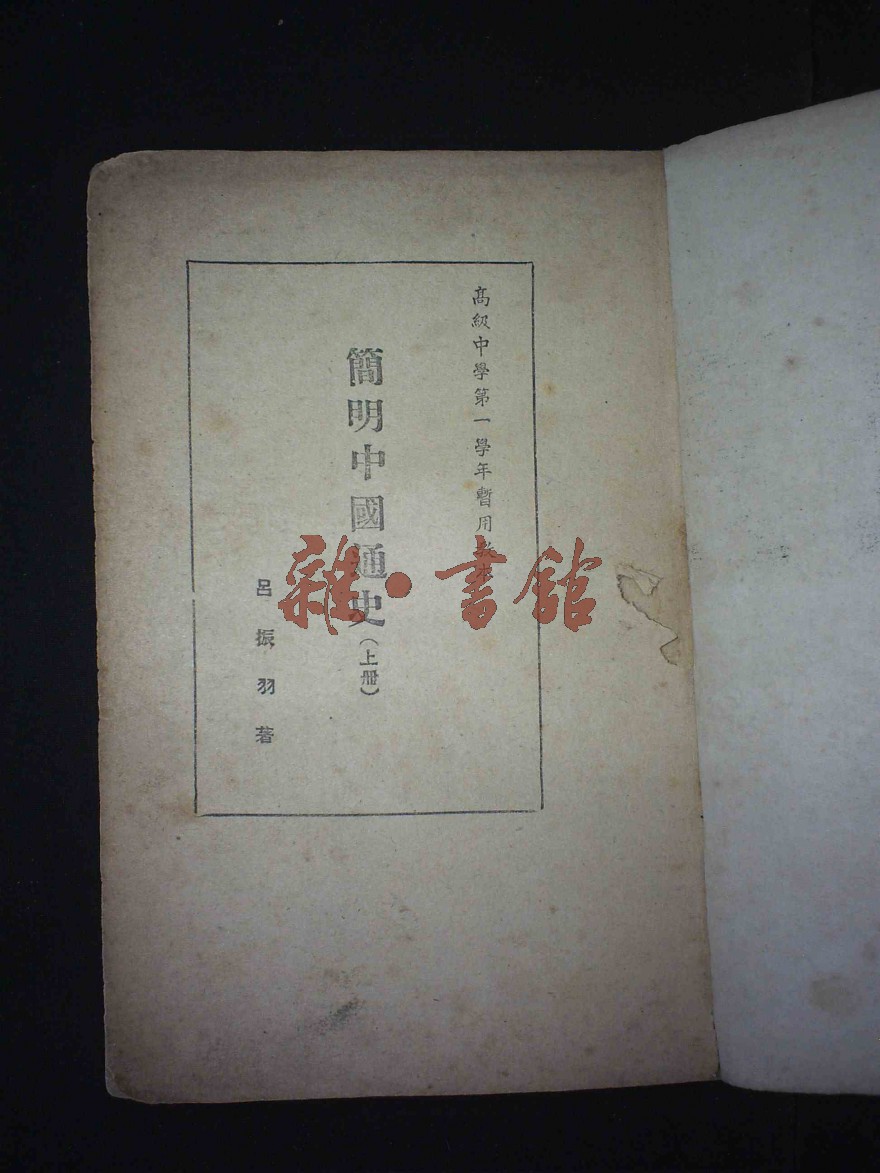 高級中學第一學年暫用教本
簡明中國通史(上冊)
呂振羽著
雜·書館